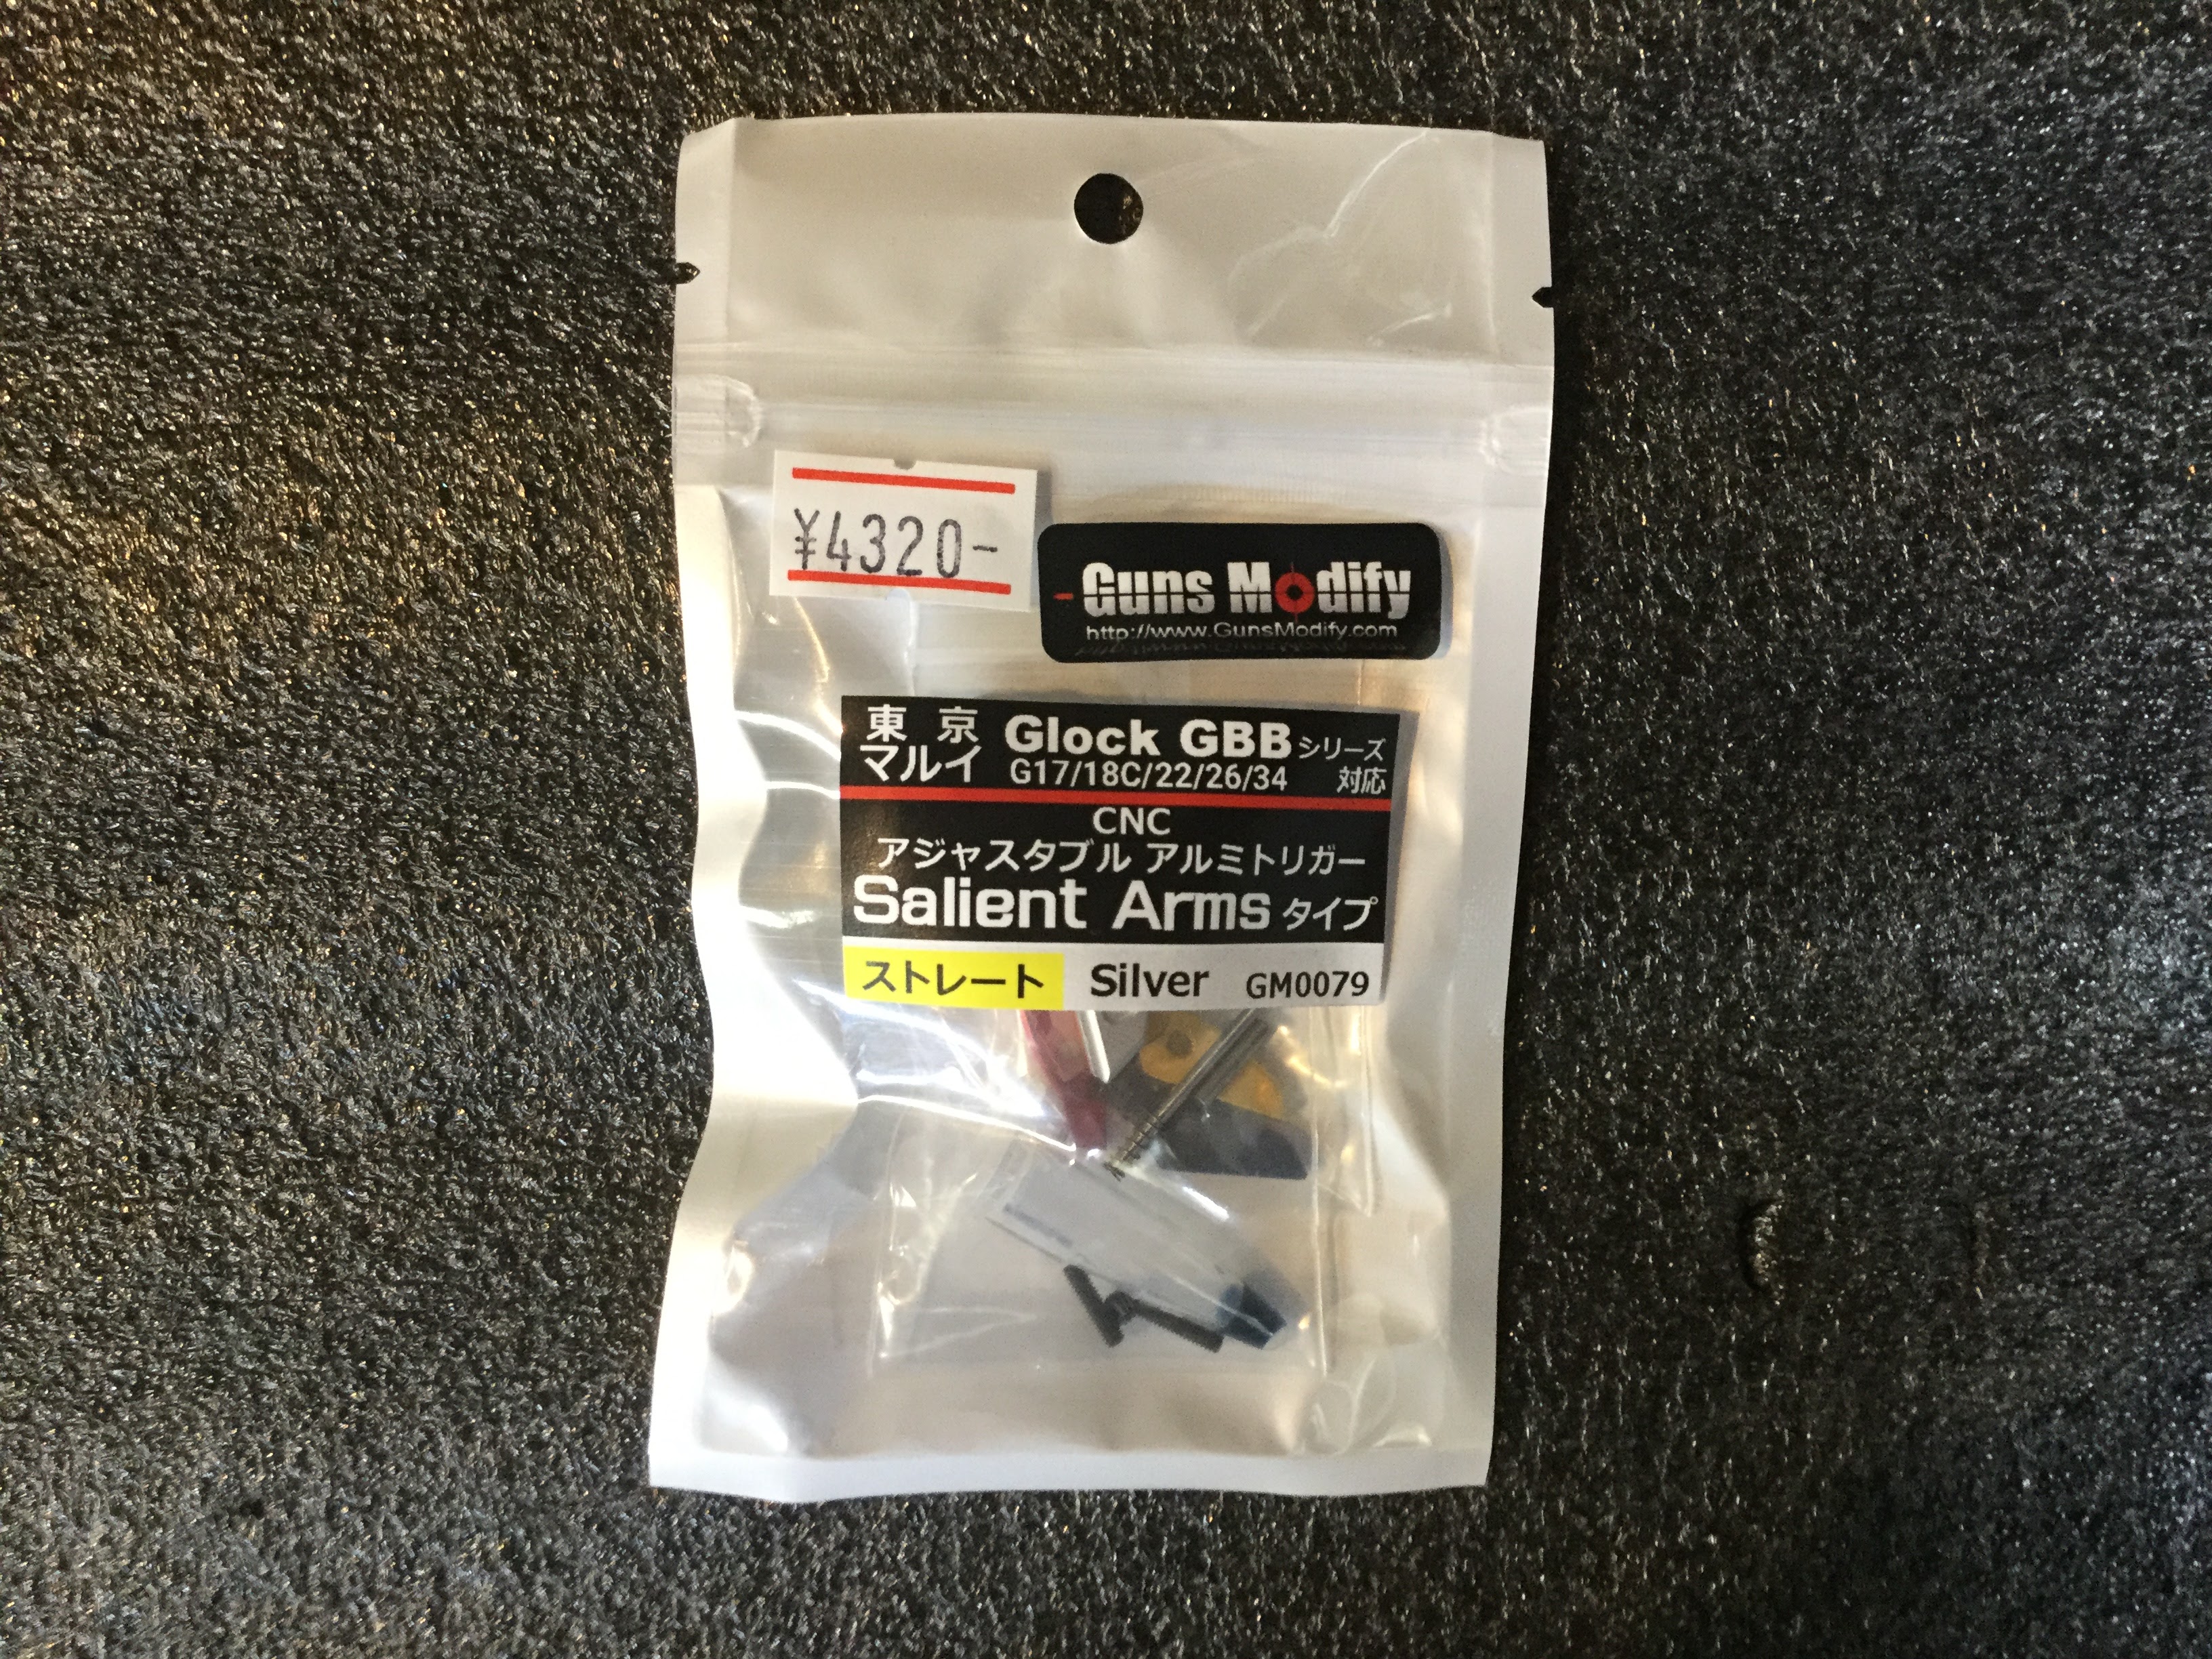 ¥4320-
Guns Modify
http://www.GunsModify.com
東京 Glock GBB シリーズ
マルイ G17/18C/22/26/34 対応
CNC
アジャスタブル アルミトリガー
Salient Arms タイプ
ストレート Silver GM0079